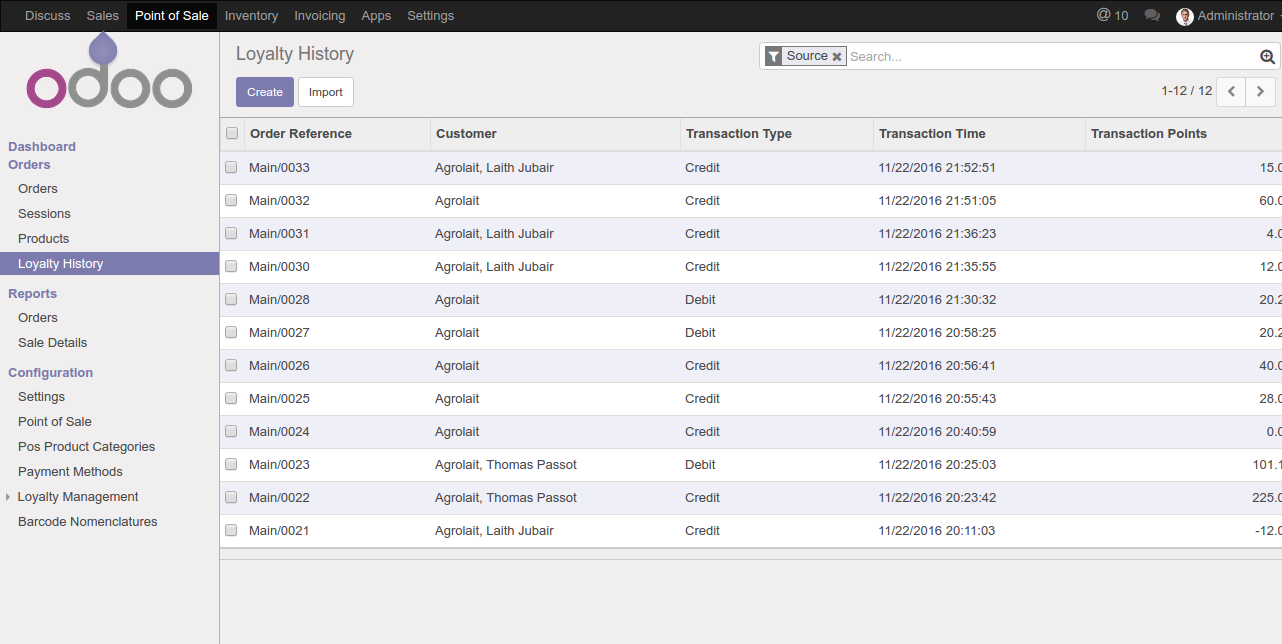 Discuss Sales Point of Sale Inventory Invoicing Apps Settings @ 10 Administrator
odoo
Loyalty History
Source Search...
Create Import
1-12 / 12
Dashboard
Orders
Orders
Sessions
Products
Loyalty History
Reports
Orders
Sale Details
Configuration
Settings
Point of Sale
Pos Product Categories
Payment Methods
Loyalty Management
Barcode Nomenclatures
Order Reference Customer Transaction Type Transaction Time Transaction Points
Main/0033 Agrolait, Laith Jubair Credit 11/22/2016 21:52:51 15.0
Main/0032 Agrolait Credit 11/22/2016 21:51:05 60.0
Main/0031 Agrolait, Laith Jubair Credit 11/22/2016 21:36:23 4.0
Main/0030 Agrolait, Laith Jubair Credit 11/22/2016 21:35:55 12.0
Main/0028 Agrolait Debit 11/22/2016 21:30:32 20.2
Main/0027 Agrolait Debit 11/22/2016 20:58:25 20.2
Main/0026 Agrolait Credit 11/22/2016 20:56:41 40.0
Main/0025 Agrolait Credit 11/22/2016 20:55:43 28.0
Main/0024 Agrolait Credit 11/22/2016 20:40:59 0.0
Main/0023 Agrolait, Thomas Passot Debit 11/22/2016 20:25:03 101.1
Main/0022 Agrolait, Thomas Passot Credit 11/22/2016 20:23:42 225.0
Main/0021 Agrolait, Laith Jubair Credit 11/22/2016 20:11:03 -12.0